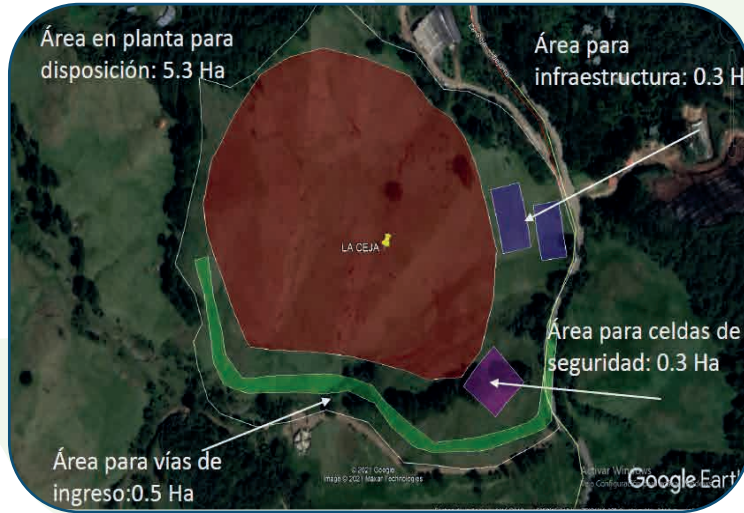 Área en planta para
disposición: 5.3 Ha
Área para
infraestructura: 0.3 H
LA CEJA
Área para celdas de
seguridad: 0.3 Ha
Área para vías de
ingreso:0.5 Ha
© 2021 Google
Image © 2021 Maxar Technologies
Activar Windows
Google Eart